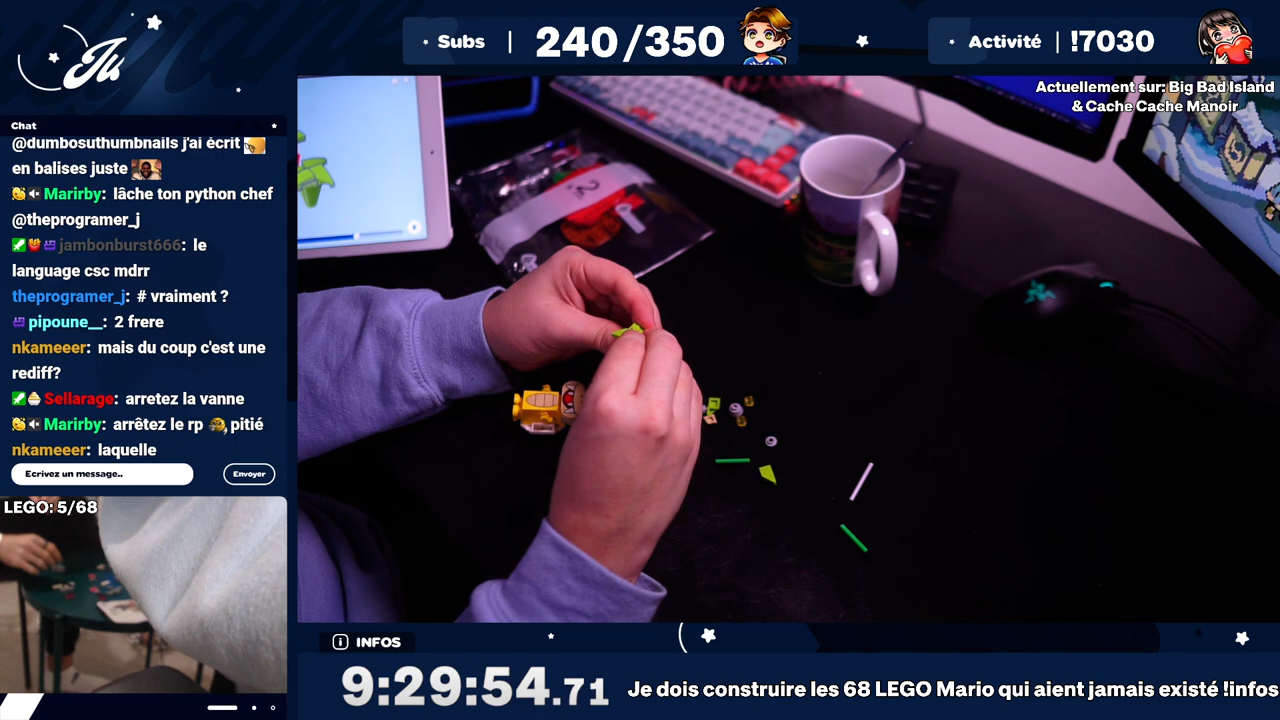 Ju
Subs | 240/350
Activité | !7030
Actuellement sur: Big Bad Island
& Cache Cache Manoir
Chat
@dumbosuthumbnails j'ai écrit
en balises juste
Marirby: lâche ton python chef
@theprogramer_j
jambonburst666: le
language csc mdrr
theprogramer_j: # vraiment ?
pipoune__: 2 frere
nkameeer: mais du coup c'est une
rediff?
Sellarage: arretez la vanne
Marirby: arrêtez le rp , pitié
nkameeer: laquelle
Ecrivez un message..
Envoyer
LEGO: 5/68
INFOS
9:29:54.71
Je dois construire les 68 LEGO Mario qui aient jamais existé !infos